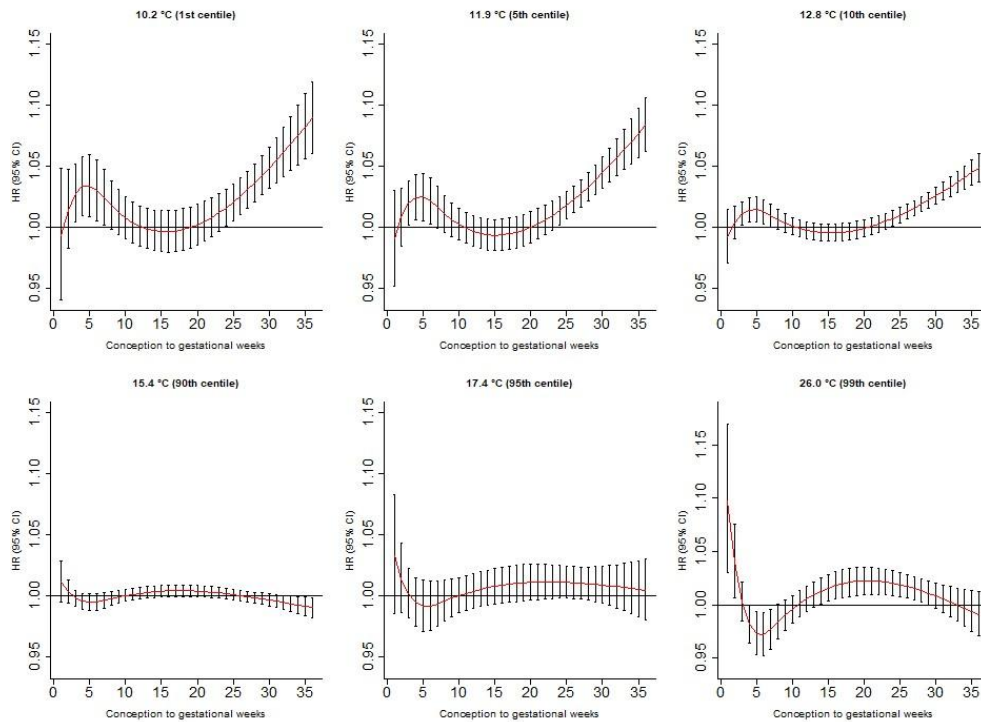 10.2 °C (1st centile)
HR (95% CI)
1.15
1.10
1.05
1.00
0.95
0 5 10 15 20 25 30 35
Conception to gestational weeks
11.9 °C (5th centile)
HR (95% CI)
1.15
1.10
1.05
1.00
0.95
0 5 10 15 20 25 30 35
Conception to gestational weeks
12.8 °C (10th centile)
HR (95% CI)
1.15
1.10
1.05
1.00
0.95
0 5 10 15 20 25 30 35
Conception to gestational weeks
15.4 °C (90th centile)
HR (95% CI)
1.15
1.10
1.05
1.00
0.95
0 5 10 15 20 25 30 35
Conception to gestational weeks
17.4 °C (95th centile)
HR (95% CI)
1.15
1.10
1.05
1.00
0.95
0 5 10 15 20 25 30 35
Conception to gestational weeks
26.0 °C (99th centile)
HR (95% CI)
1.15
1.10
1.05
1.00
0.95
0 5 10 15 20 25 30 35
Conception to gestational weeks